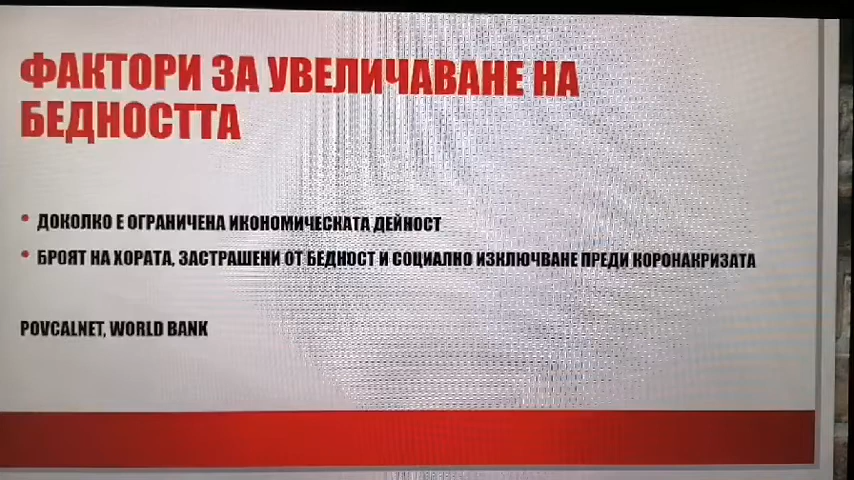 ФАКТОРИ ЗА УВЕЛИЧАВАНЕ НА
БЕДНОСТТА
• ДОКОЛКО Е ОГРАНИЧЕНА ИКОНОМИЧЕСКАТА ДЕЙНОСТ
• БРОЯТ НА ХОРАТА, ЗАСТРАШЕНИ ОТ БЕДНОСТ И СОЦИАЛНО ИЗКЛЮЧВАНЕ ПРЕДИ КОРОНАКРИЗАТА
POVCALNET, WORLD BANK